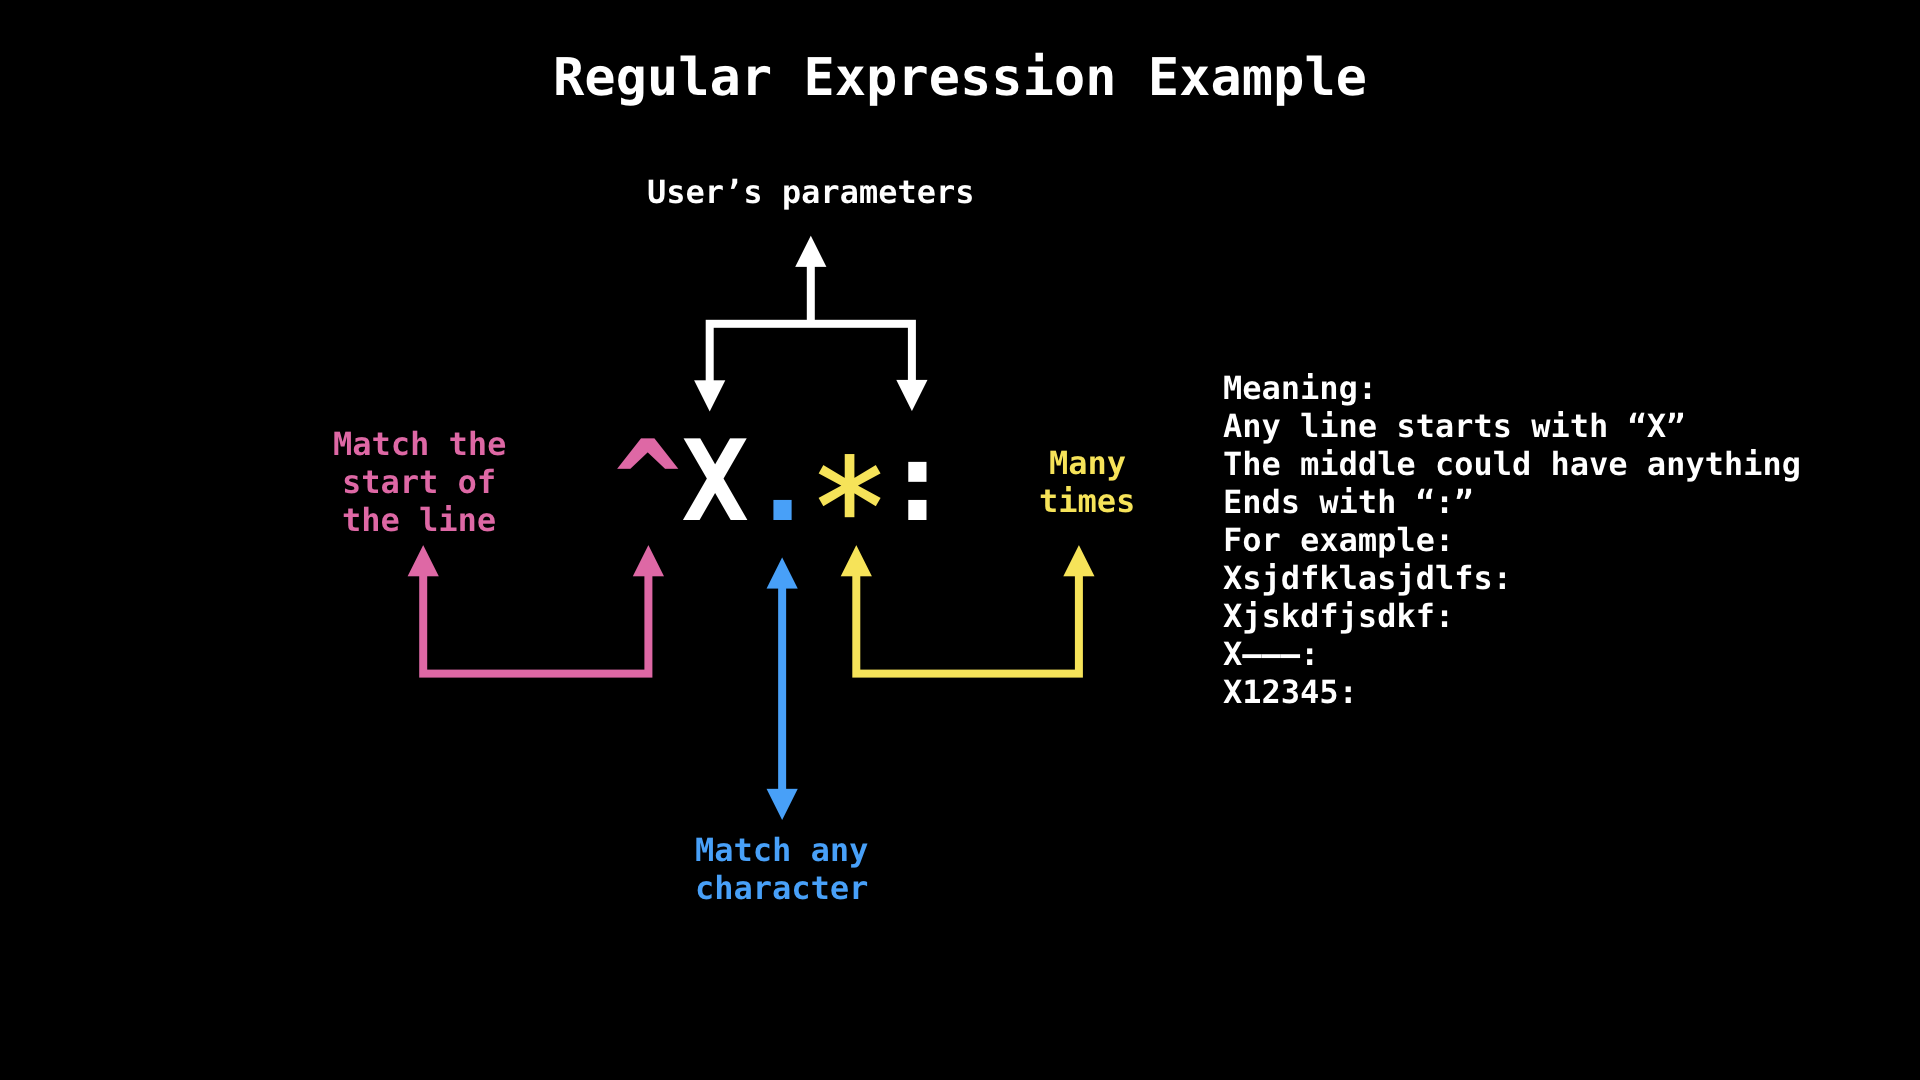 Regular Expression Example
User’s parameters
Match the
start of
the line
^X.*:
Many
times
Match any
character
Meaning:
Any line starts with “X”
The middle could have anything
Ends with “:”
For example:
Xsjdfklasjdlfs:
Xjskdfjsdkf:
X———:
X12345: